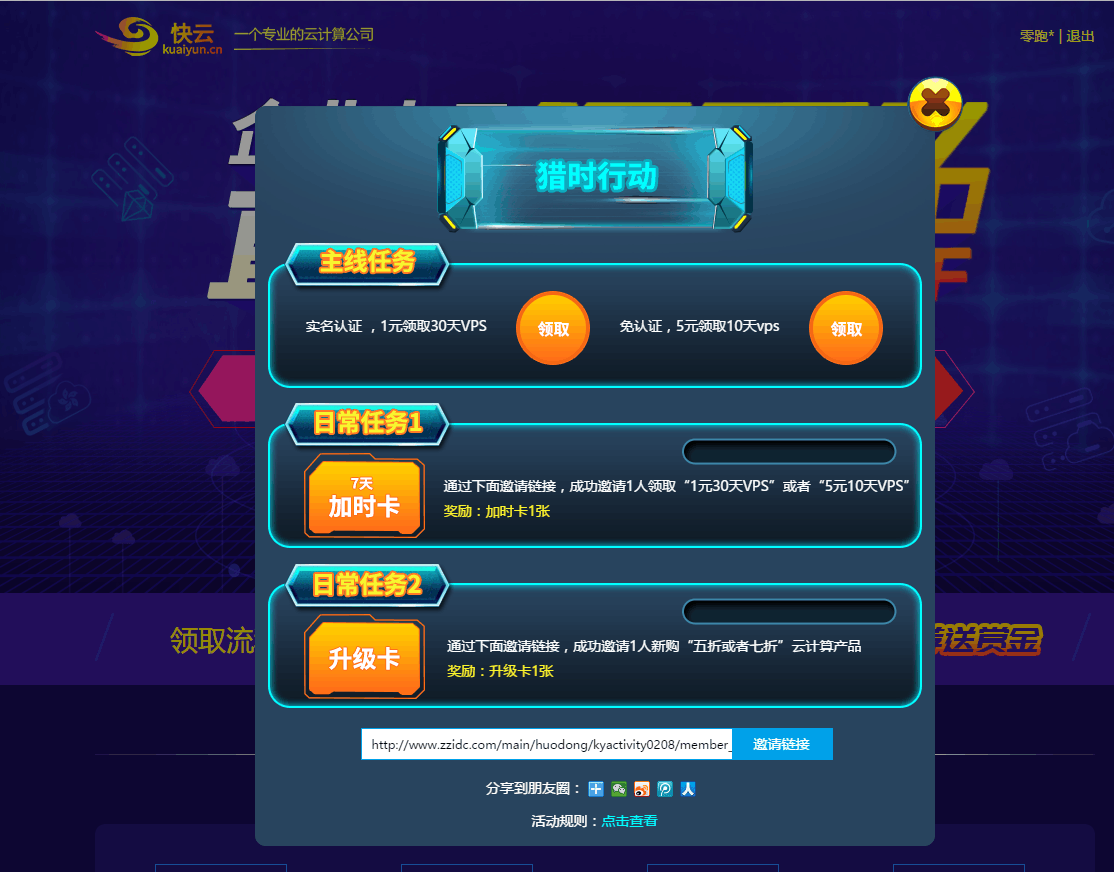 快云
kuaiyun.cn
一个专业的云计算公司
零跑* | 退出
猎时行动
主线任务
实名认证 ，1元领取30天VPS
领取
免认证，5元领取10天vps
领取
日常任务1
7天
加时卡
通过下面邀请链接，成功邀请1人领取“1元30天VPS”或者“5元10天VPS”
奖励：加时卡1张
日常任务2
升级卡
通过下面邀请链接，成功邀请1人新购“五折或者七折”云计算产品
奖励：升级卡1张
领取流
送赏金
http://www.zzidc.com/main/huodong/kyactivity0208/member_
邀请链接
分享到朋友圈：
活动规则：点击查看